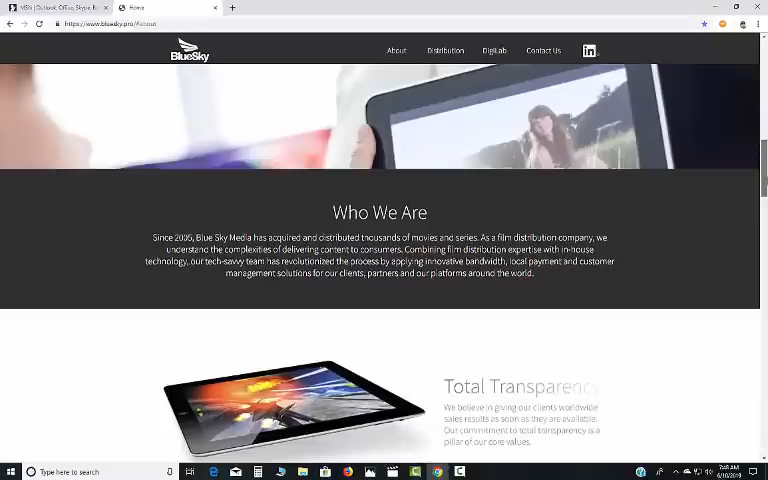 MSN | Outlook, Office, Skype, B
Home
https://www.bluesky.pro/#about
BlueSky
About
Distribution
DigiLab
Contact Us
in
Who We Are
Since 2005, Blue Sky Media has acquired and distributed thousands of movies and series. As a film distribution company, we
understand the complexities of delivering content to consumers. Combining film distribution expertise with in-house
technology, our tech-savvy team has revolutionized the process by applying innovative bandwidth, local payment and customer
management solutions for our clients, partners and our platforms around the world.
Total Transparency
We believe in giving our clients worldwide
sales results as soon as they are available.
Our commitment to total transparency is a
pillar of our core values.
Type here to search
7:48 AM
6/10/2019